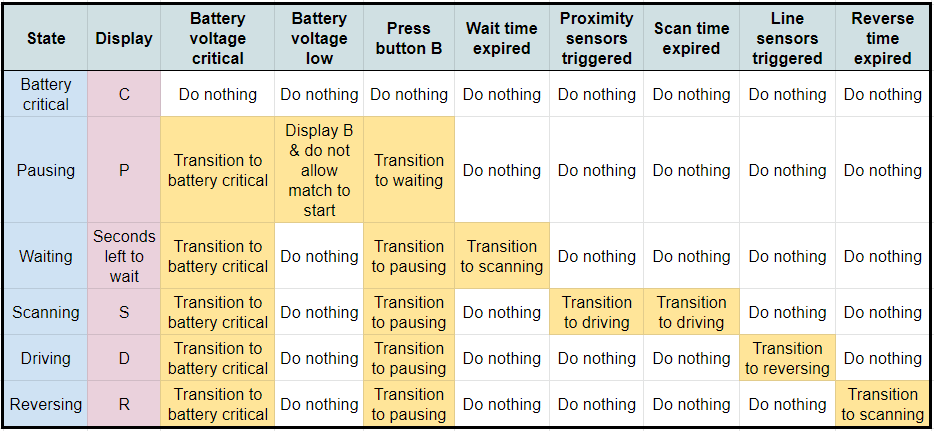 State Display Battery voltage critical Battery voltage low Press button B Wait time expired Proximity sensors triggered Scan time expired Line sensors triggered Reverse time expired
Battery critical C Do nothing Do nothing Do nothing Do nothing Do nothing Do nothing Do nothing Do nothing
Pausing P Transition to battery critical Display B & do not allow match to start Transition to waiting Do nothing Do nothing Do nothing Do nothing Do nothing
Waiting Seconds left to wait Transition to battery critical Do nothing Transition to pausing Transition to scanning Do nothing Do nothing Do nothing Do nothing
Scanning S Transition to battery critical Do nothing Transition to pausing Do nothing Transition to driving Transition to driving Do nothing Do nothing
Driving D Transition to battery critical Do nothing Transition to pausing Do nothing Do nothing Do nothing Transition to reversing Do nothing
Reversing R Transition to battery critical Do nothing Transition to pausing Do nothing Do nothing Do nothing Do nothing Transition to scanning